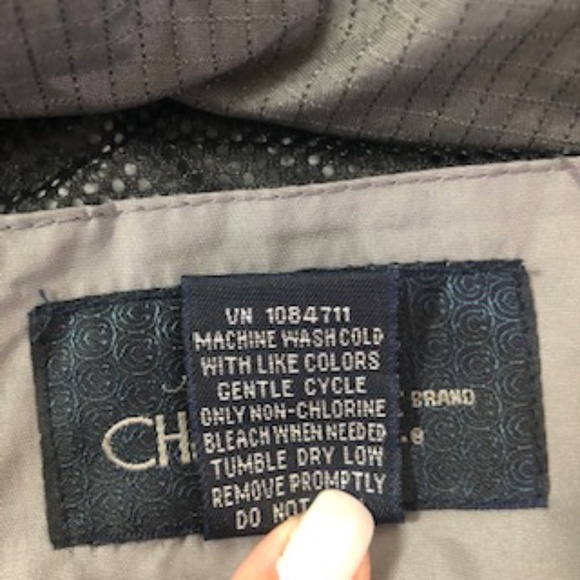 VN 1084711
MACHINE WASH COLD
WITH LIKE COLORS
GENTLE CYCLE
ONLY NON-CHLORINE
BLEACH WHEN NEEDED
TUMBLE DRY LOW
REMOVE PROMPTLY
DO NOT
CH
BRAND